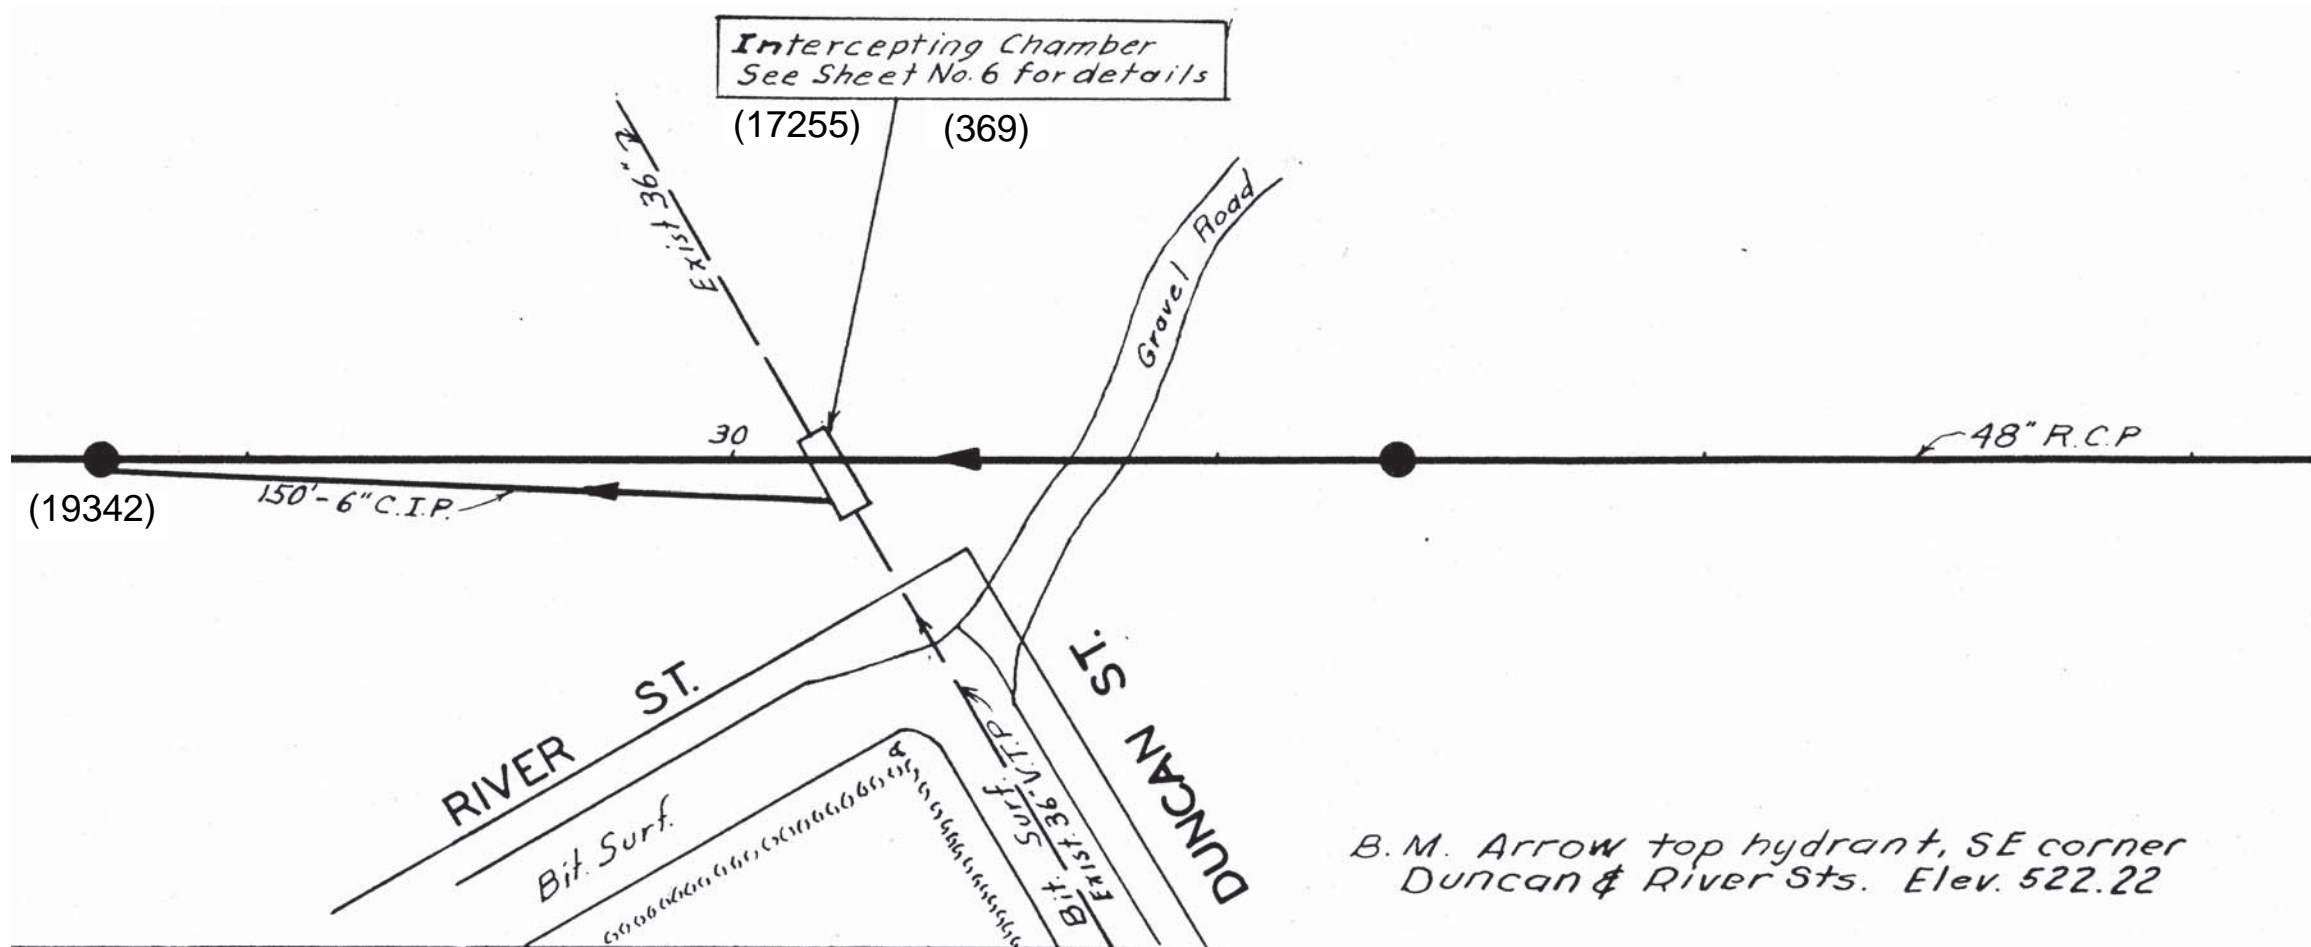 Intercepting Chamber
See Sheet No. 6 for details
(17255)
(369)
Exist 36"
Gravel Road
30
48" R.C.P
150'-6" C.I.P.
(19342)
RIVER ST.
DUNCAN ST.
Exist. 36" V.T.P
Bit. Surf.
Bit. Surf.
B.M. Arrow top hydrant, SE corner
Duncan & River Sts. Elev. 522.22